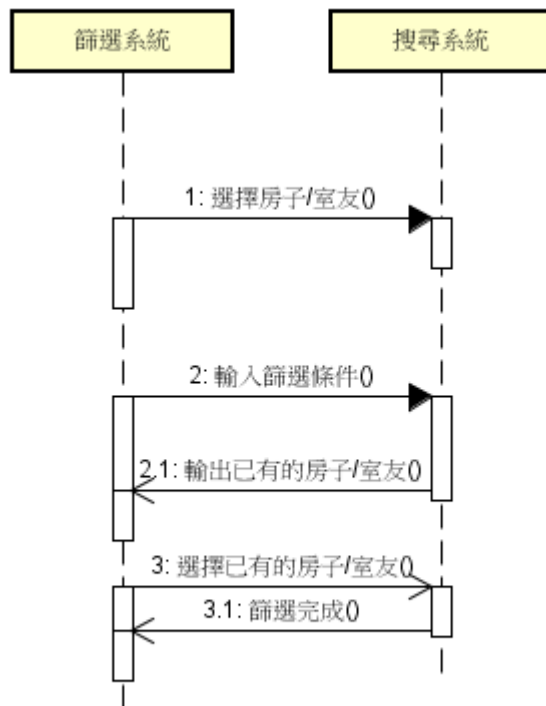 篩選系統
搜尋系統
1: 選擇房子/室友()
2: 輸入篩選條件()
2.1: 輸出已有的房子/室友()
3: 選擇已有的房子/室友()
3.1: 篩選完成()